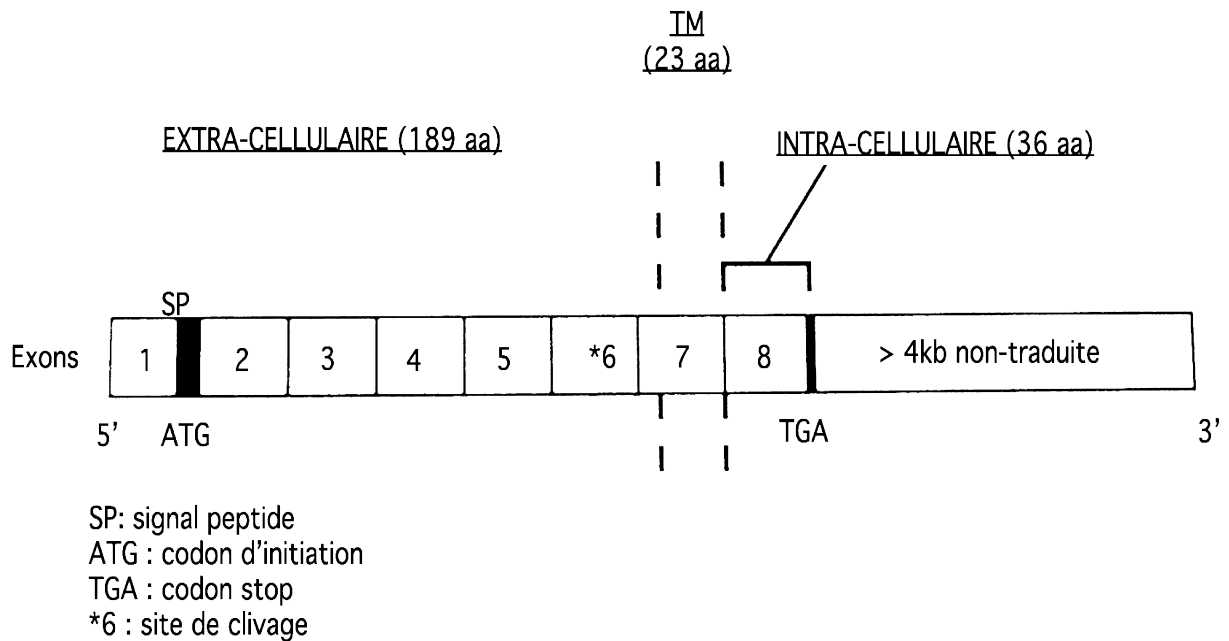 TM
(23 aa)
EXTRA-CELLULAIRE (189 aa)
INTRA-CELLULAIRE (36 aa)
SP
Exons 1 2 3 4 5 *6 7 8 > 4kb non-traduite
5' ATG TGA 3'
SP: signal peptide
ATG : codon d'initiation
TGA : codon stop
*6 : site de clivage